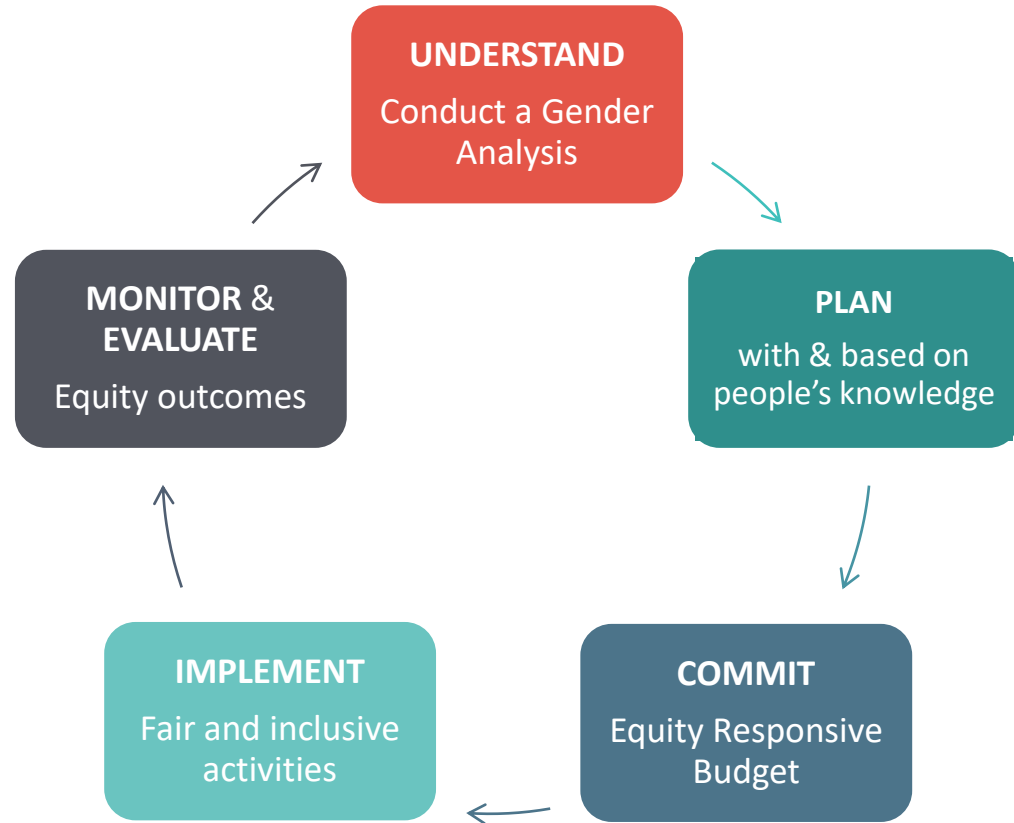 UNDERSTAND
Conduct a Gender
Analysis
PLAN
with & based on
people’s knowledge
COMMIT
Equity Responsive
Budget
IMPLEMENT
Fair and inclusive
activities
MONITOR &
EVALUATE
Equity outcomes